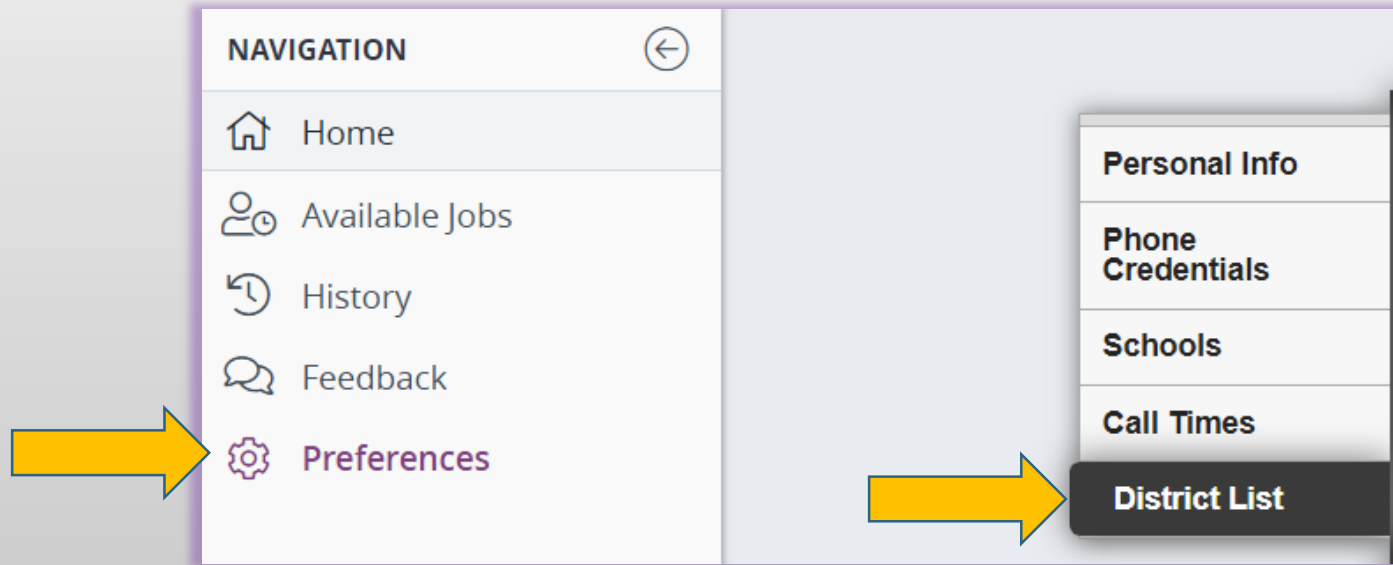 NAVIGATION
Home
Available Jobs
History
Feedback
Preferences
Personal Info
Phone
Credentials
Schools
Call Times
District List